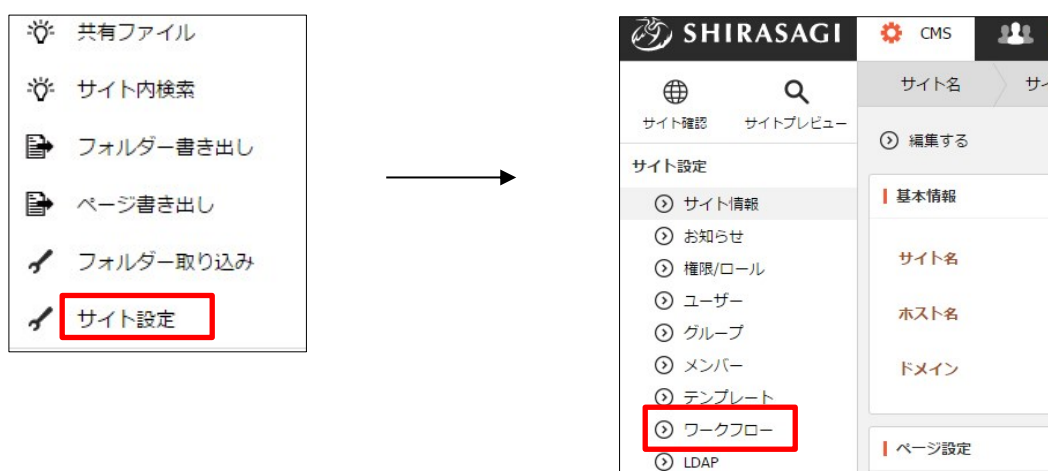 共有ファイル
サイト内検索
フォルダー書き出し
ページ書き出し
フォルダー取り込み
サイト設定
SHIRASAGI
CMS
サイト確認
サイトプレビュー
サイト設定
サイト情報
お知らせ
権限/ロール
ユーザー
グループ
メンバー
テンプレート
ワークフロー
LDAP
サイト名
サイ
編集する
基本情報
サイト名
ホスト名
ドメイン
ページ設定